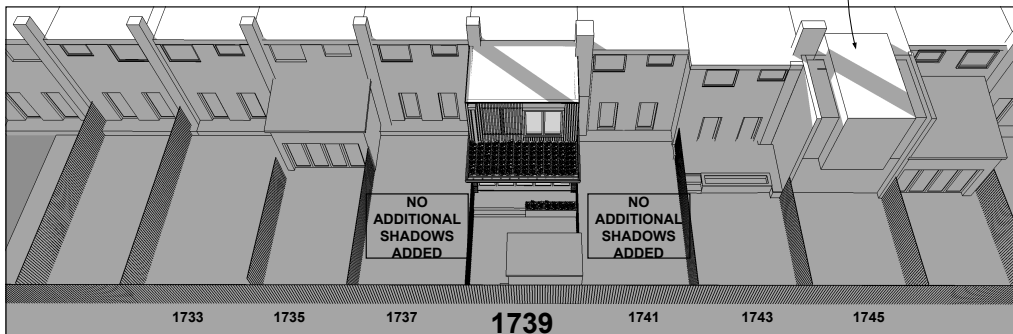 NO
ADDITIONAL
SHADOWS
ADDED
NO
ADDITIONAL
SHADOWS
ADDED
1733 1735 1737 1739 1741 1743 1745